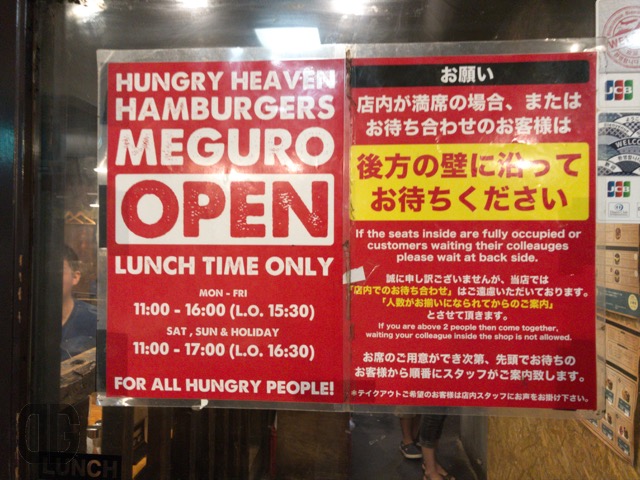 HUNGRY HEAVEN
HAMBURGERS
MEGURO
OPEN
LUNCH TIME ONLY
MON - FRI
11:00 - 16:00 (L.O. 15:30)
SAT , SUN & HOLIDAY
11:00 - 17:00 (L.O. 16:30)
FOR ALL HUNGRY PEOPLE!
お願い
店内が満席の場合、または
お待ち合わせのお客様は
後方の壁に沿って
お待ちください
If the seats inside are fully occupied or
customers waiting their colleauges
please wait at back side.
誠に申し訳ございませんが、当店では
「店内でのお待ち合わせ」はご遠慮いただいております。
「人数がお揃いになられてからのご案内」
とさせて頂きます。
If you are above 2 people then come together,
waiting your colleague inside the shop is not allowed.
お席のご用意ができ次第、先頭でお待ちの
お客様から順番にスタッフがご案内致します。
※テイクアウトご希望のお客様は店内スタッフにお声をお掛け下さい。
JCB
JCB
LUNCH